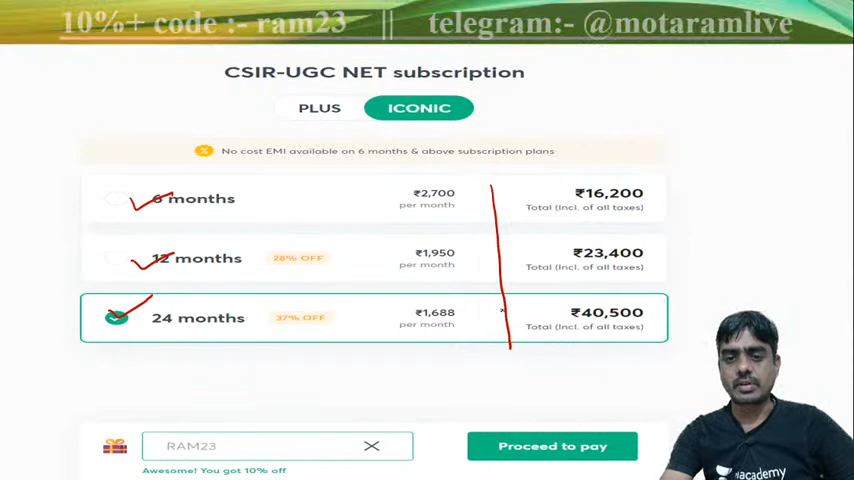 10%+ code :- ram23 || telegram:- @motaramlive
CSIR-UGC NET subscription
PLUS ICONIC
No cost EMI available on 6 months & above subscription plans
6 months ₹2,700 per month ₹16,200 Total (Incl. of all taxes)
12 months 28% OFF ₹1,950 per month ₹23,400 Total (Incl. of all taxes)
24 months 37% OFF ₹1,688 per month ₹40,500 Total (Incl. of all taxes)
RAM23 Proceed to pay
Awesome! You got 10% off